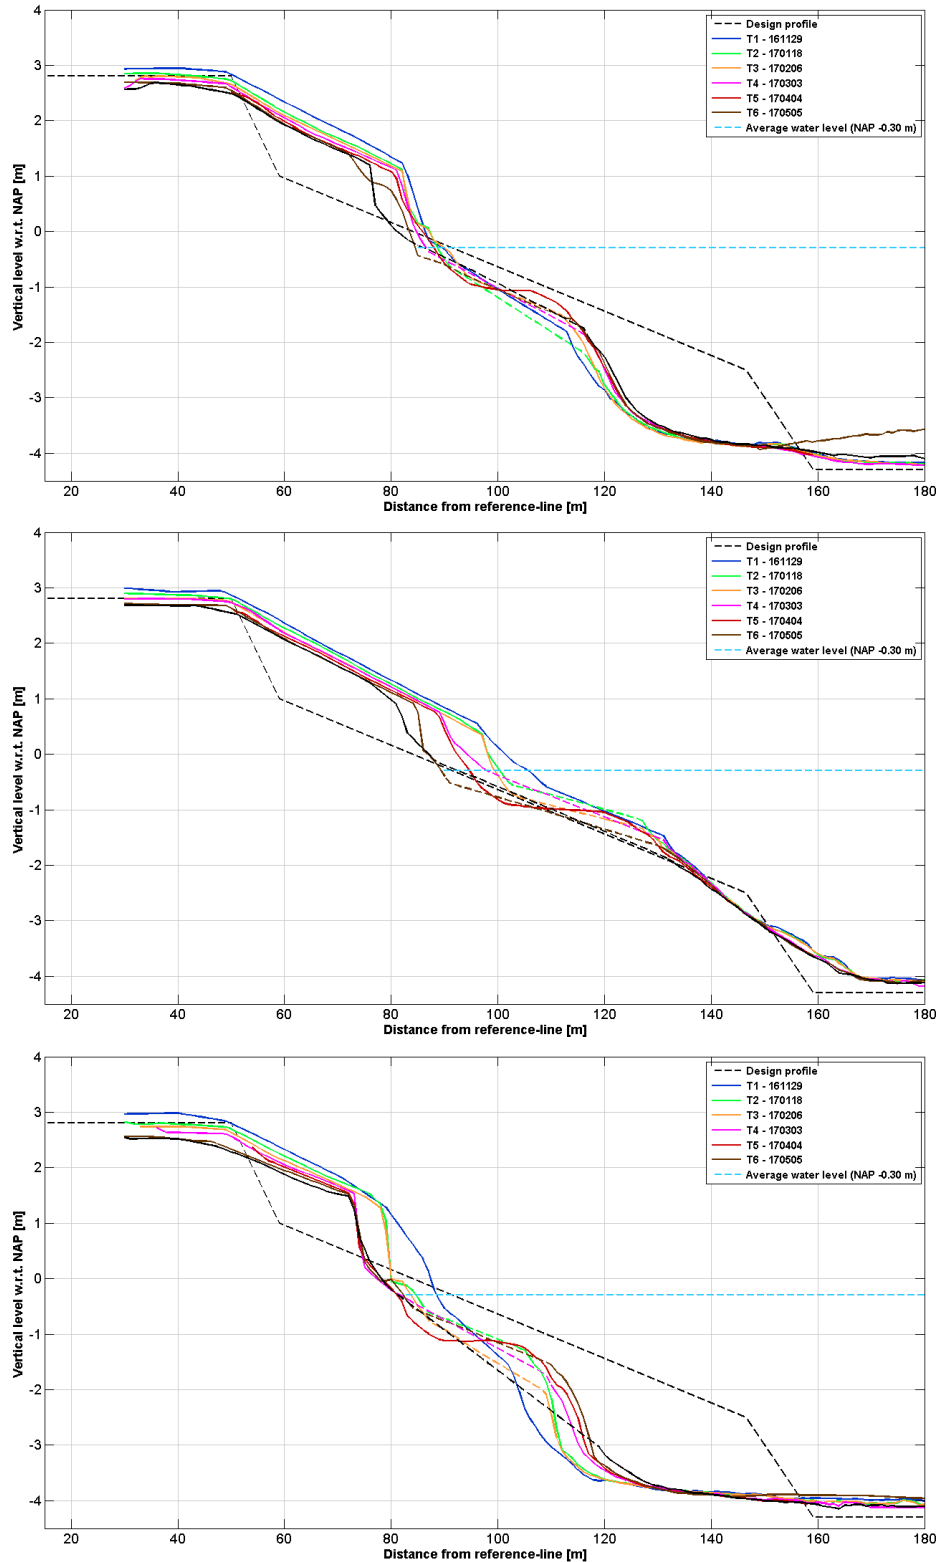 4
3
2
1
0
-1
-2
-3
-4
Vertical level w.r.t. NAP [m]
Design profile
T1 - 161129
T2 - 170118
T3 - 170206
T4 - 170303
T5 - 170404
T6 - 170505
Average water level (NAP -0.30 m)
20 40 60 80 100 120 140 160 180
Distance from reference-line [m]
4
3
2
1
0
-1
-2
-3
-4
Vertical level w.r.t. NAP [m]
Design profile
T1 - 161129
T2 - 170118
T3 - 170206
T4 - 170303
T5 - 170404
T6 - 170505
Average water level (NAP -0.30 m)
20 40 60 80 100 120 140 160 180
Distance from reference-line [m]
4
3
2
1
0
-1
-2
-3
-4
Vertical level w.r.t. NAP [m]
Design profile
T1 - 161129
T2 - 170118
T3 - 170206
T4 - 170303
T5 - 170404
T6 - 170505
Average water level (NAP -0.30 m)
20 40 60 80 100 120 140 160 180
Distance from reference-line [m]